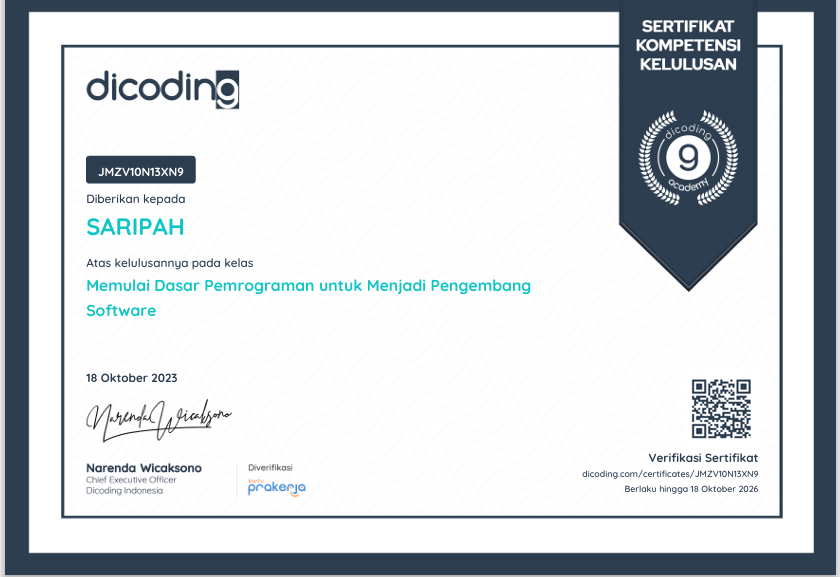 SERTIFIKAT
KOMPETENSI
KELULUSAN
dicoding
dicoding
9
academy
JMZV10N13XN9
Diberikan kepada
SARIPAH
Atas kelulusannya pada kelas
Memulai Dasar Pemrograman untuk Menjadi Pengembang
Software
18 Oktober 2023
Narenda Wicaksono
Narenda Wicaksono
Chief Executive Officer
Dicoding Indonesia
Diverifikasi
kartu
prakerja
Verifikasi Sertifikat
dicoding.com/certificates/JMZV10N13XN9
Berlaku hingga 18 Oktober 2026